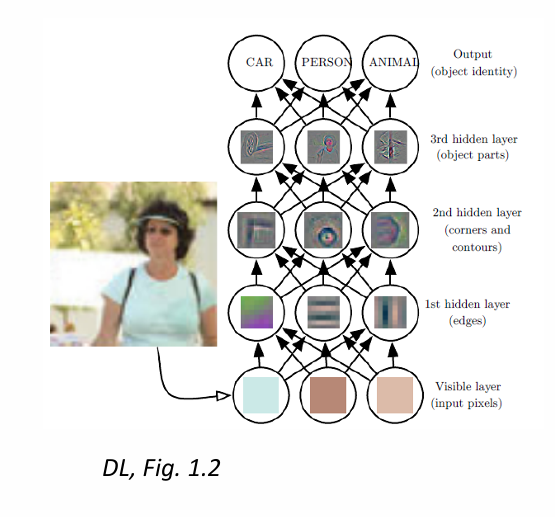 CAR PERSON ANIMAL
Output
(object identity)
3rd hidden layer
(object parts)
2nd hidden layer
(corners and
contours)
1st hidden layer
(edges)
Visible layer
(input pixels)
DL, Fig. 1.2